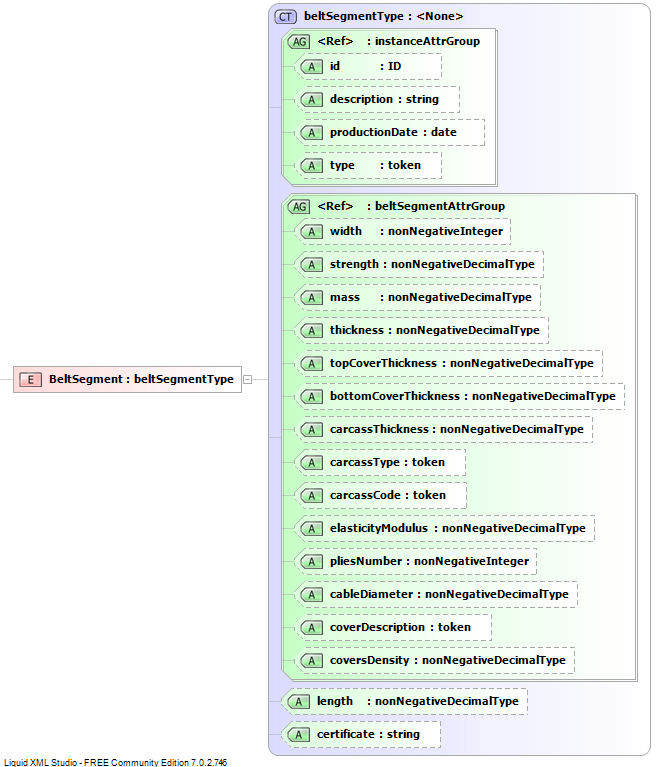 CT beltSegmentType : <None>
AG <Ref> : instanceAttrGroup
A id : ID
A description : string
A productionDate : date
A type : token
AG <Ref> : beltSegmentAttrGroup
A width : nonNegativeInteger
A strength : nonNegativeDecimalType
A mass : nonNegativeDecimalType
A thickness : nonNegativeDecimalType
A topCoverThickness : nonNegativeDecimalType
E BeltSegment : beltSegmentType
A bottomCoverThickness : nonNegativeDecimalType
A carcassThickness : nonNegativeDecimalType
A carcassType : token
A carcassCode : token
A elasticityModulus : nonNegativeDecimalType
A pliesNumber : nonNegativeInteger
A cableDiameter : nonNegativeDecimalType
A coverDescription : token
A coversDensity : nonNegativeDecimalType
A length : nonNegativeDecimalType
A certificate : string
Liquid XML Studio - FREE Community Edition 7.0.2.746